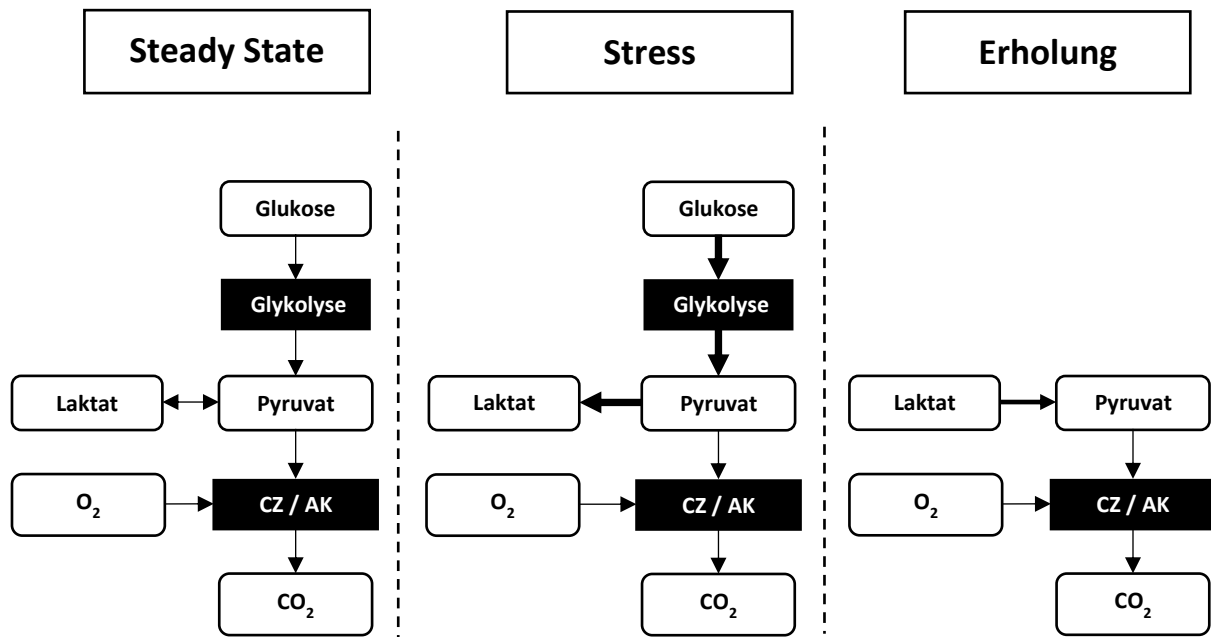 Steady State
Glukose
Glykolyse
Laktat
Pyruvat
O₂
CZ / AK
CO₂
Stress
Glukose
Glykolyse
Laktat
Pyruvat
O₂
CZ / AK
CO₂
Erholung
Laktat
Pyruvat
O₂
CZ / AK
CO₂